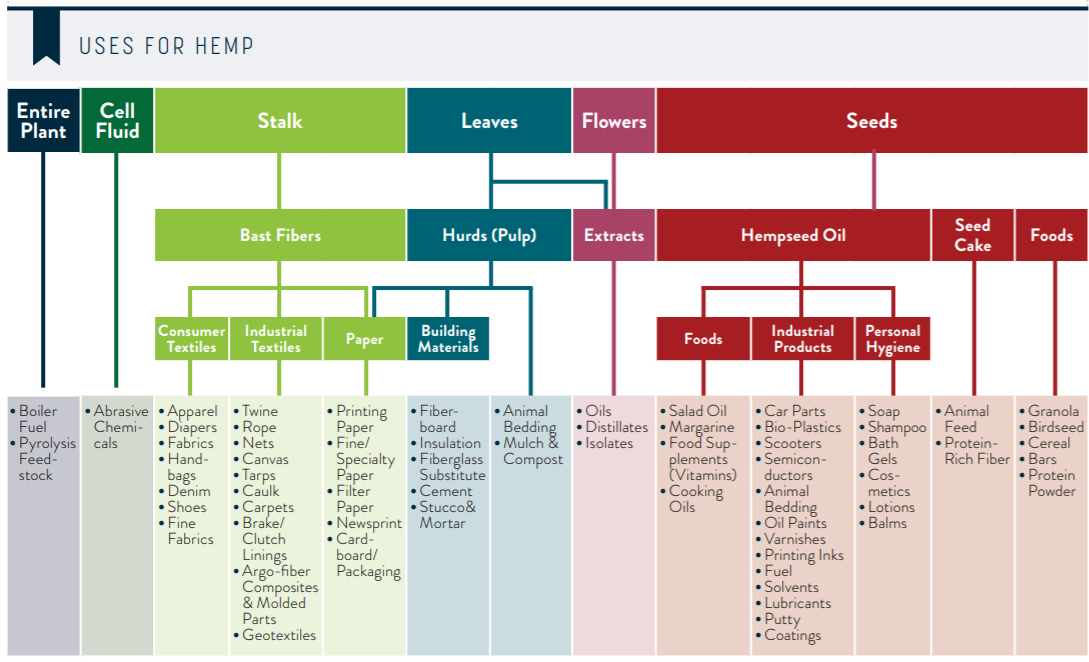 USES FOR HEMP
Entire
Plant
Cell
Fluid
Stalk
Leaves
Flowers
Seeds
Bast Fibers
Hurds (Pulp)
Extracts
Hempseed Oil
Seed
Cake
Foods
Consumer
Textiles
Industrial
Textiles
Paper
Building
Materials
Foods
Industrial
Products
Personal
Hygiene
• Boiler
Fuel
• Pyrolysis
Feed-
stock
• Abrasive
Chemi-
cals
• Apparel
• Diapers
• Fabrics
• Hand-
bags
• Denim
• Shoes
• Fine
Fabrics
• Twine
• Rope
• Nets
• Canvas
• Tarps
• Caulk
• Carpets
• Brake/
Clutch
Linings
• Argo-fiber
Composites
& Molded
Parts
• Geotextiles
• Printing
Paper
• Fine/
Specialty
Paper
• Filter
Paper
• Newsprint
• Card-
board/
Packaging
• Fiber-
board
• Insulation
• Fiberglass
Substitute
• Cement
• Stucco&
Mortar
• Animal
Bedding
• Mulch &
Compost
• Oils
• Distillates
• Isolates
• Salad Oil
• Margarine
• Food Sup-
plements
(Vitamins)
• Cooking
Oils
• Car Parts
• Bio-Plastics
• Scooters
• Semicon-
ductors
• Animal
Bedding
• Oil Paints
• Varnishes
• Printing Inks
• Fuel
• Solvents
• Lubricants
• Putty
• Coatings
• Soap
• Shampoo
• Bath
Gels
• Cos-
metics
• Lotions
• Balms
• Animal
Feed
• Protein-
Rich Fiber
• Granola
• Birdseed
• Cereal
• Bars
• Protein
Powder